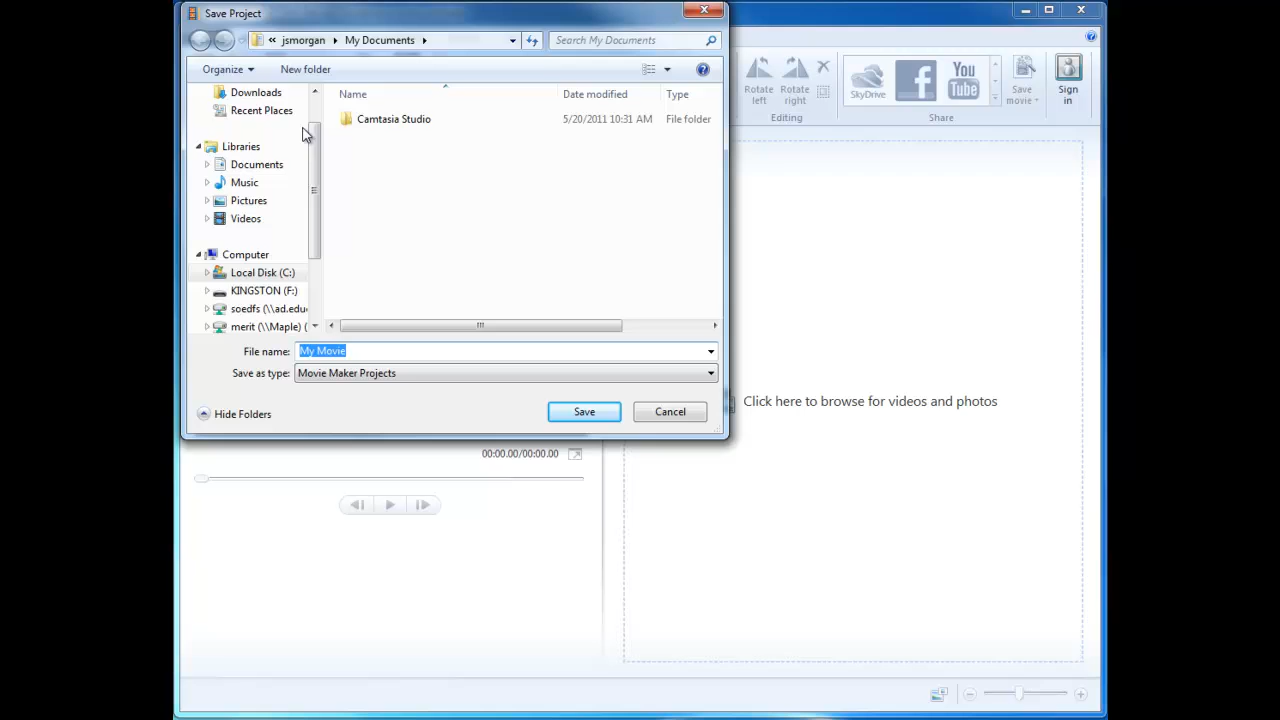 Save Project
« jsmorgan ▸ My Documents ▸
Search My Documents
Organize
New folder
Rotate left
Rotate right
Editing
SkyDrive
You Tube
Share
Save movie
Sign in
Name
Date modified
Type
Downloads
Recent Places
Camtasia Studio
5/20/2011 10:31 AM
File folder
Libraries
Documents
Music
Pictures
Videos
Computer
Local Disk (C:)
KINGSTON (F:)
soedfs (\\ad.edu
merit (\\Maple) (
File name: My Movie
Save as type: Movie Maker Projects
Hide Folders
Save
Cancel
Click here to browse for videos and photos
00:00.00/00:00.00